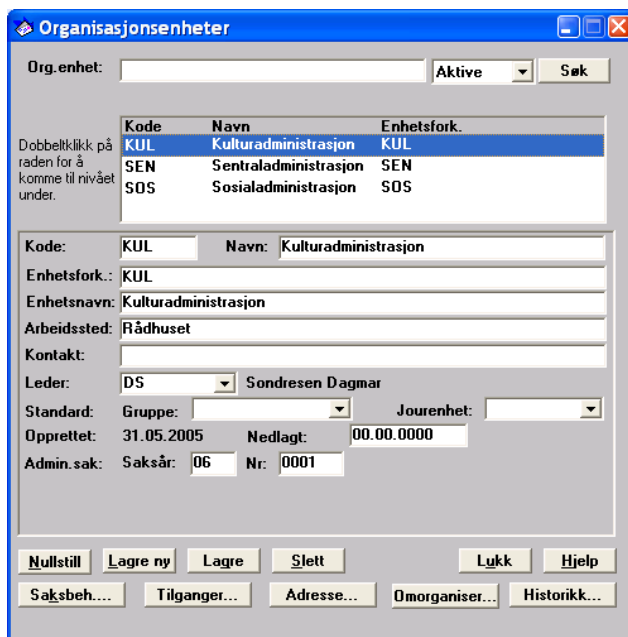 Organisasjonsenheter
Org.enhet: Aktive Søk
Kode Navn Enhetsfork.
KUL Kulturadministrasjon KUL
SEN Sentraladministrasjon SEN
SOS Sosialadministrasjon SOS
Dobbeltklikk på
raden for å
komme til nivået
under.
Kode: KUL Navn: Kulturadministrasjon
Enhetsfork.: KUL
Enhetsnavn: Kulturadministrasjon
Arbeidssted: Rådhuset
Kontakt:
Leder: DS Sondresen Dagmar
Standard: Gruppe: Jourenhet:
Opprettet: 31.05.2005 Nedlagt: 00.00.0000
Admin.sak: Saksår: 06 Nr: 0001
Nullstill Lagre ny Lagre Slett Lukk Hjelp
Saksbeh.... Tilganger... Adresse... Omorganiser... Historikk...